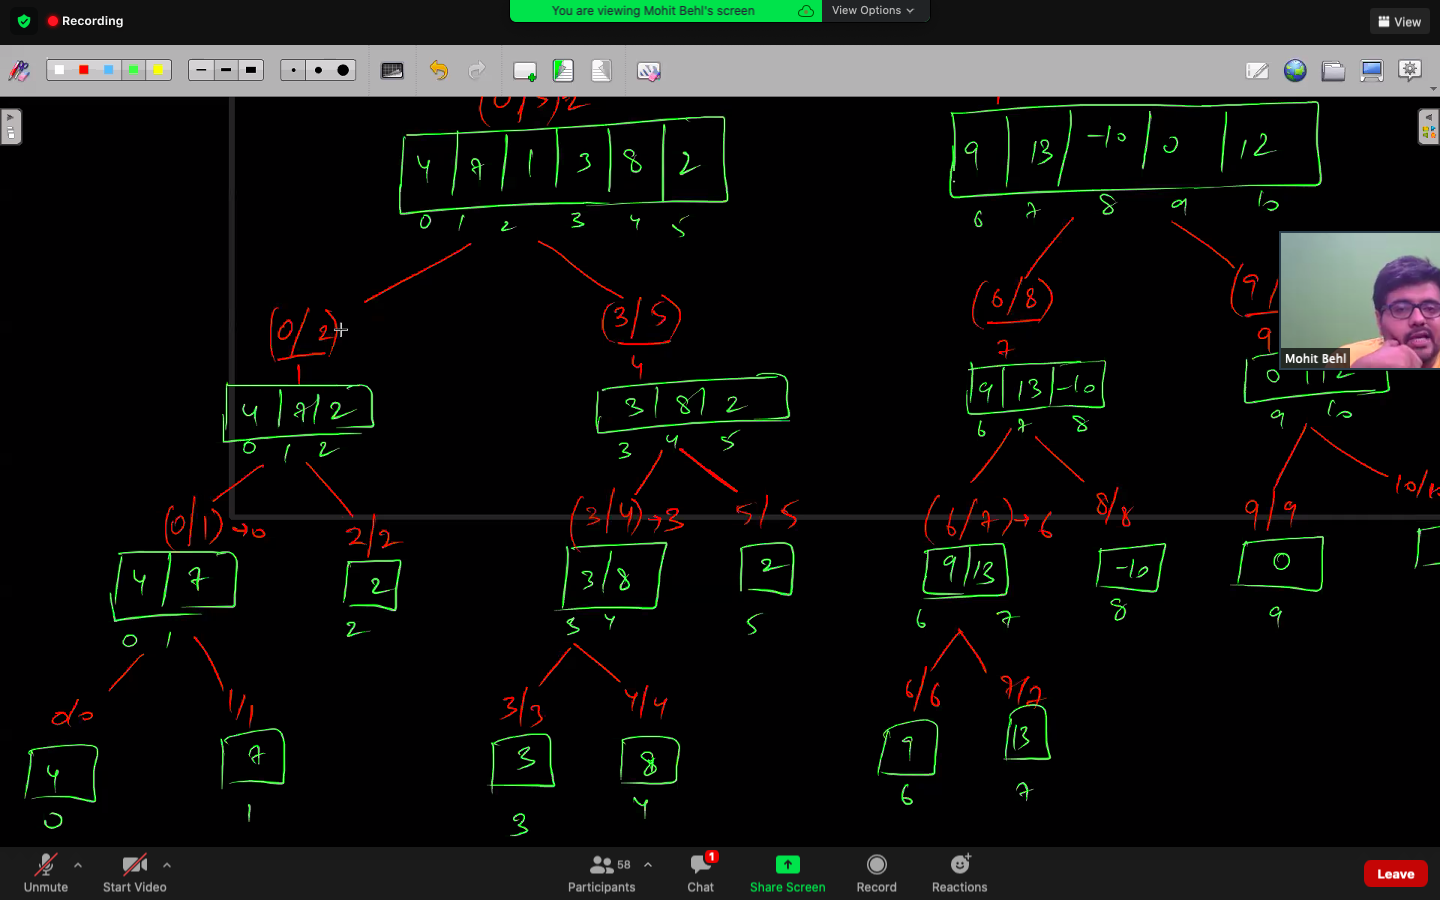 Recording
You are viewing Mohit Behl's screen
View Options
View
4 7 1 3 8 2
9 13 -10 0 12
0 1 2 3 4 5
6 7 8 9 10
(0/2)
(3/5)
(6/8)
(9/
1
4
7
9
Mohit Behl
4 7 2
3 8 2
9 13 -10
0 1 2
3 4 5
6 7 8
9 10
(0/1)→0
2/2
(3/4)→3
5/5
(6/7)→6
8/8
9/9
4 7
2
3/8
2
9 13
-10
0
0 1
2
3 4
5
6 7
8
9
0/0
1/1
3/3
4/4
6/6
7/7
4
7
3
8
9
13
0
1
3
4
6
7
58
1
Unmute
Start Video
Participants
Chat
Share Screen
Record
Reactions
Leave